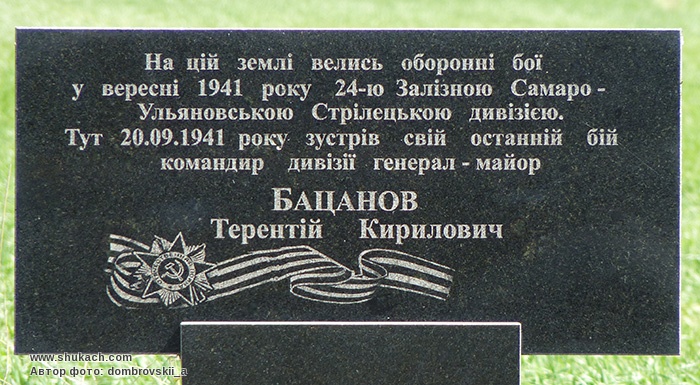 На цій землі велись оборонні бої
у вересні 1941 року 24-ю Залізною Самаро-
Ульяновською Стрілецькою дивізією.
Тут 20.09.1941 року зустрів свій останній бій
командир дивізії генерал-майор
БАЦАНОВ
Терентій Кирилович
www.shukach.com
Автор фото: dombrovskii_a